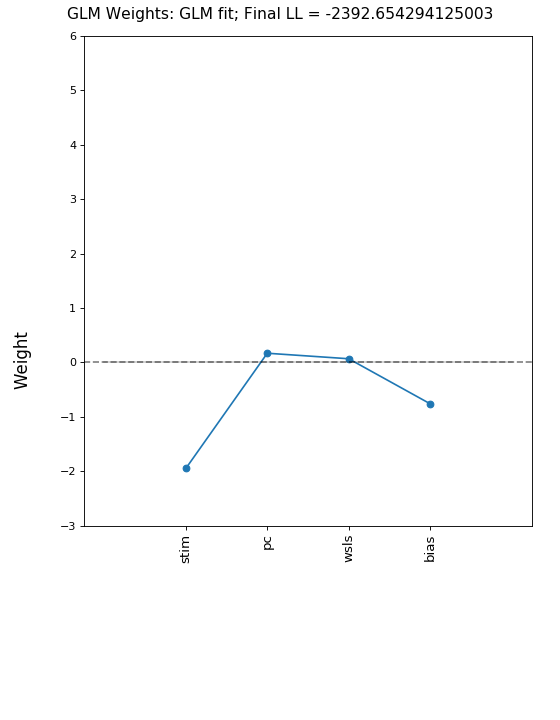 GLM Weights: GLM fit; Final LL = -2392.654294125003
6
5
4
3
2
1
0
−1
−2
−3
Weight
stim
pc
wsls
bias